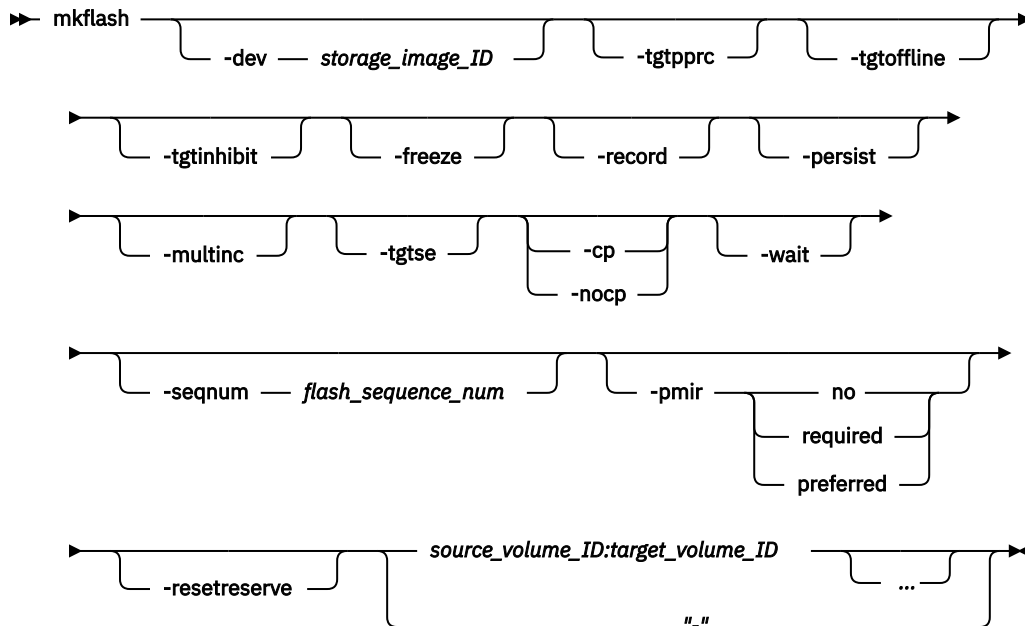 mkflash
-dev storage_image_ID -tgtpprc -tgtoffline
-tgtinhibit -freeze -record -persist
-multinc -tgtse -cp -wait
-nocp
-seqnum flash_sequence_num -pmir no
required
preferred
source_volume_ID:target_volume_ID
-resetreserve ...
"-"